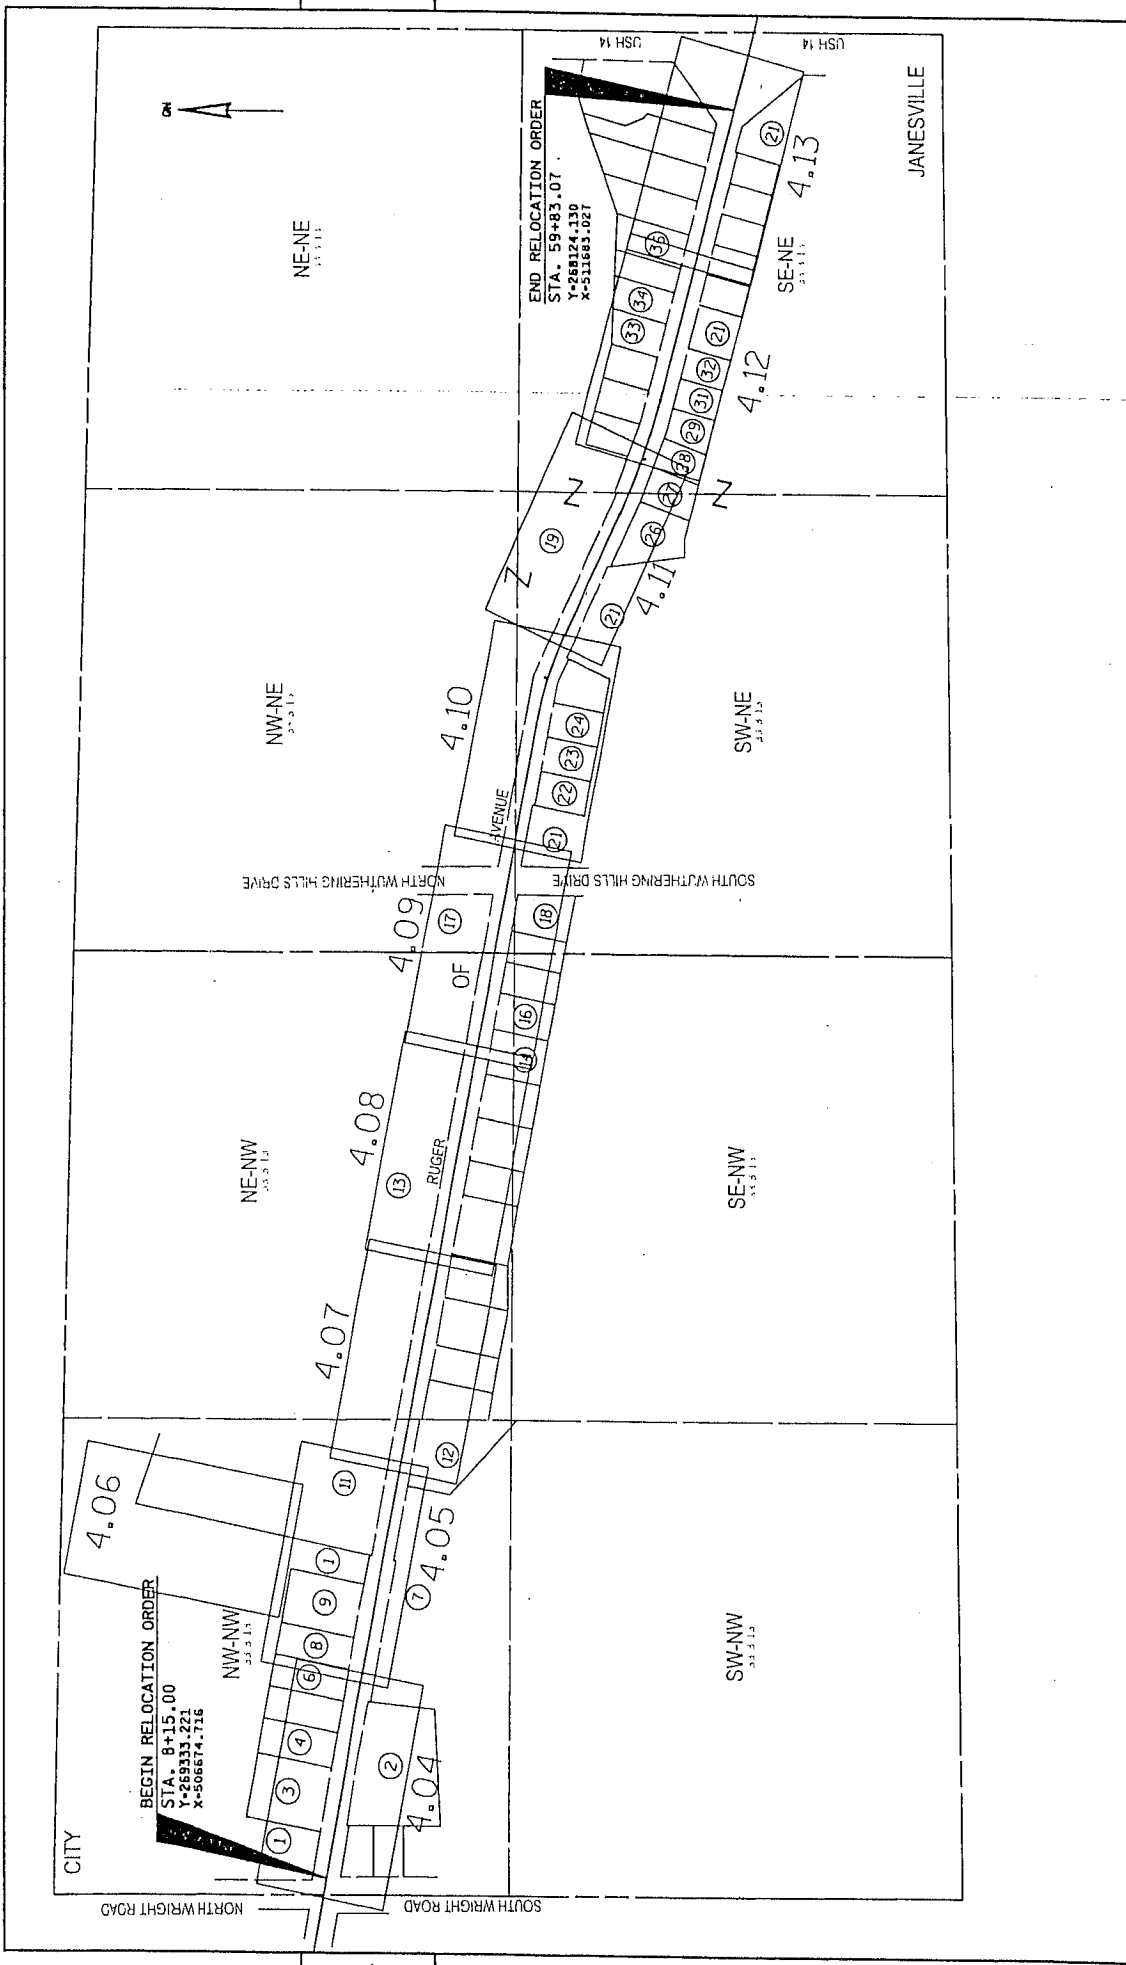 CITY
OF
JANESVILLE
BEGIN RELOCATION ORDER
STA. 8+15.00
Y=269333.221
X=506674.716
END RELOCATION ORDER
STA. 59+83.07
Y=268124.130
X=511683.027
NW-NW
NE-NW
NW-NE
NE-NE
SW-NW
SE-NW
SW-NE
SE-NE
NORTH WRIGHT ROAD
SOUTH WRIGHT ROAD
NORTH WUTHERING HILLS DRIVE
SOUTH WUTHERING HILLS DRIVE
USH 14
USH 14
RUGER
AVENUE
4.04
4.05
4.06
4.07
4.08
4.09
4.10
4.11
4.12
4.13
1
3
4
6
8
9
1
11
2
7
12
13
14
16
17
18
21
22
23
24
19
21
26
27
38
29
31
32
21
33
34
35
21
Z
Z
Z